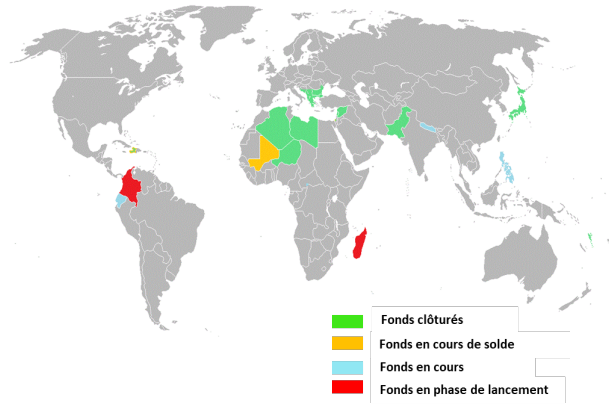 Fonds clôturés
Fonds en cours de solde
Fonds en cours
Fonds en phase de lancement